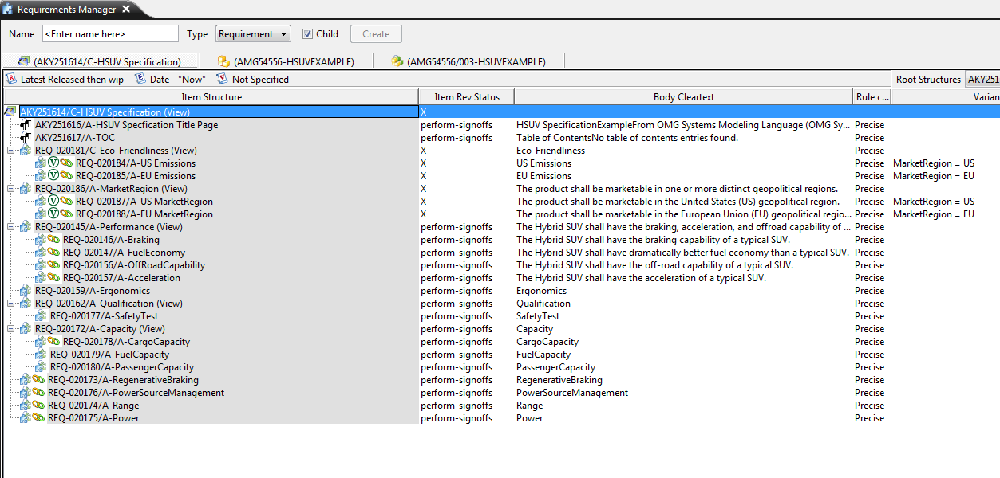 Requirements Manager
Name <Enter name here> Type Requirement Child Create
(AKY251614/C-HSUV Specification) (AMG54556-HSUVEXAMPLE) (AMG54556/003-HSUVEXAMPLE)
Latest Released then wip Date - "Now" Not Specified Root Structures AKY251
Item Structure Item Rev Status Body Cleartext Rule c... Varian
AKY251614/C-HSUV Specification (View) X
AKY251616/A-HSUV Specfication Title Page perform-signoffs HSUV SpecificationExampleFrom OMG Systems Modeling Language (OMG Sy... Precise
AKY251617/A-TOC perform-signoffs Table of ContentsNo table of contents entries found. Precise
REQ-020181/C-Eco-Friendliness (View) X Eco-Friendliness Precise
V REQ-020184/A-US Emissions X US Emissions Precise MarketRegion = US
V REQ-020185/A-EU Emissions X EU Emissions Precise MarketRegion = EU
REQ-020186/A-MarketRegion (View) X The product shall be marketable in one or more distinct geopolitical regions. Precise
V REQ-020187/A-US MarketRegion X The product shall be marketable in the United States (US) geopolitical region. Precise MarketRegion = US
V REQ-020188/A-EU MarketRegion X The product shall be marketable in the European Union (EU) geopolitical regio... Precise MarketRegion = EU
REQ-020145/A-Performance (View) perform-signoffs The Hybrid SUV shall have the braking, acceleration, and offroad capability of ... Precise
REQ-020146/A-Braking perform-signoffs The Hybrid SUV shall have the braking capability of a typical SUV. Precise
REQ-020147/A-FuelEconomy perform-signoffs The Hybrid SUV shall have dramatically better fuel economy than a typical SUV. Precise
REQ-020156/A-OffRoadCapability perform-signoffs The Hybrid SUV shall have the off-road capability of a typical SUV. Precise
REQ-020157/A-Acceleration perform-signoffs The Hybrid SUV shall have the acceleration of a typical SUV. Precise
REQ-020159/A-Ergonomics perform-signoffs Ergonomics Precise
REQ-020162/A-Qualification (View) perform-signoffs Qualification Precise
REQ-020177/A-SafetyTest perform-signoffs SafetyTest Precise
REQ-020172/A-Capacity (View) perform-signoffs Capacity Precise
REQ-020178/A-CargoCapacity perform-signoffs CargoCapacity Precise
REQ-020179/A-FuelCapacity perform-signoffs FuelCapacity Precise
REQ-020180/A-PassengerCapacity perform-signoffs PassengerCapacity Precise
REQ-020173/A-RegenerativeBraking perform-signoffs RegenerativeBraking Precise
REQ-020176/A-PowerSourceManagement perform-signoffs PowerSourceManagement Precise
REQ-020174/A-Range perform-signoffs Range Precise
REQ-020175/A-Power perform-signoffs Power Precise